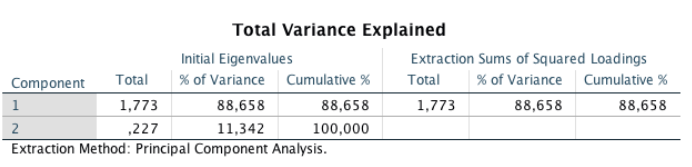 Total Variance Explained
Initial Eigenvalues Extraction Sums of Squared Loadings
Component Total % of Variance Cumulative % Total % of Variance Cumulative %
1 1,773 88,658 88,658 1,773 88,658 88,658
2 ,227 11,342 100,000
Extraction Method: Principal Component Analysis.